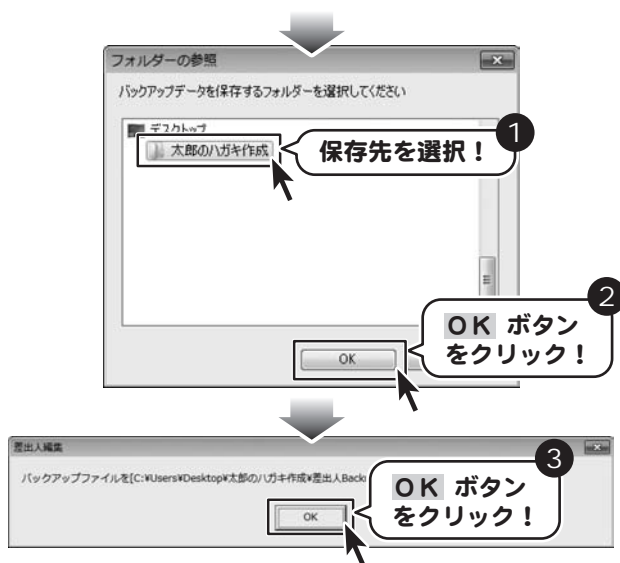 フォルダーの参照
バックアップデータを保存するフォルダーを選択してください
デスクトップ
太郎のハガキ作成
1
保存先を選択！
2
OK ボタン
をクリック！
OK
差出人編集
バックアップファイルを[C:¥Users¥Desktop¥太郎のハガキ作成¥差出人Back
3
OK ボタン
をクリック！
OK